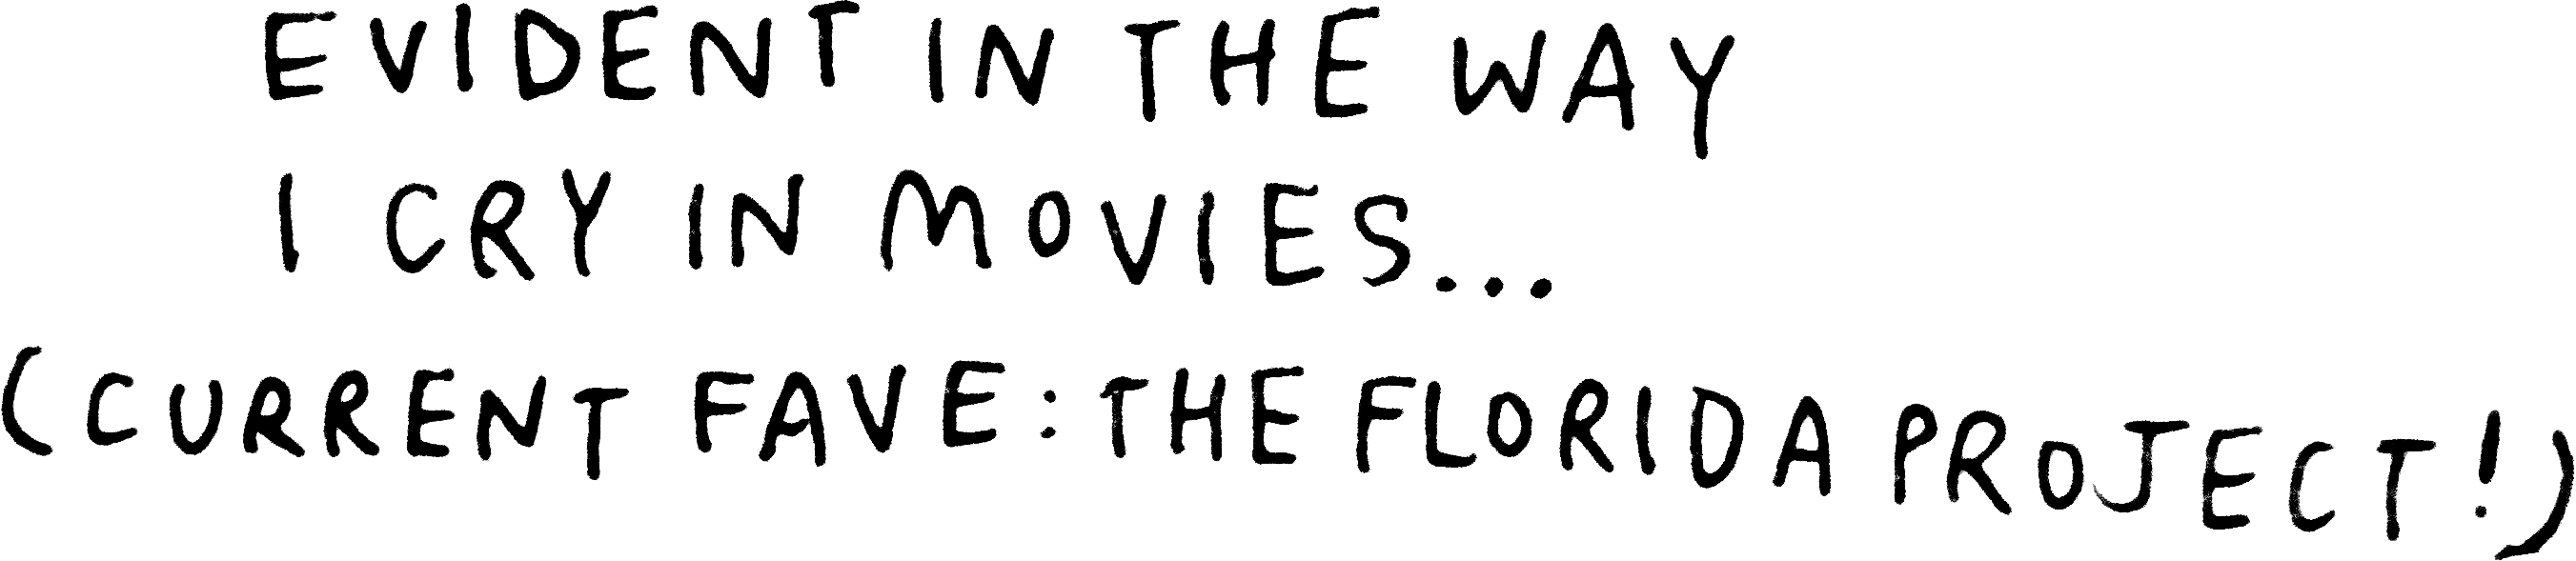 EVIDENT IN THE WAY
I CRY IN MOVIES...
(CURRENT FAVE: THE FLORIDA PROJECT!)